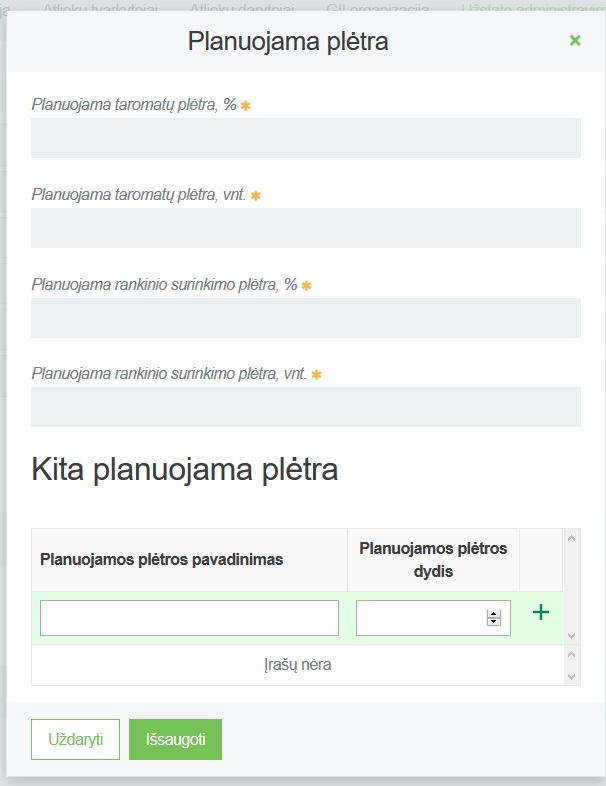 Atliekų tvarkytojai Atliekų darytojai GII organizacija Užstato administravim
Planuojama plėtra
Planuojama taromatų plėtra, % *
Planuojama taromatų plėtra, vnt. *
Planuojama rankinio surinkimo plėtra, % *
Planuojama rankinio surinkimo plėtra, vnt. *
Kita planuojama plėtra
Planuojamos plėtros pavadinimas
Planuojamos plėtros
dydis
Įrašų nėra
Uždaryti Išsaugoti